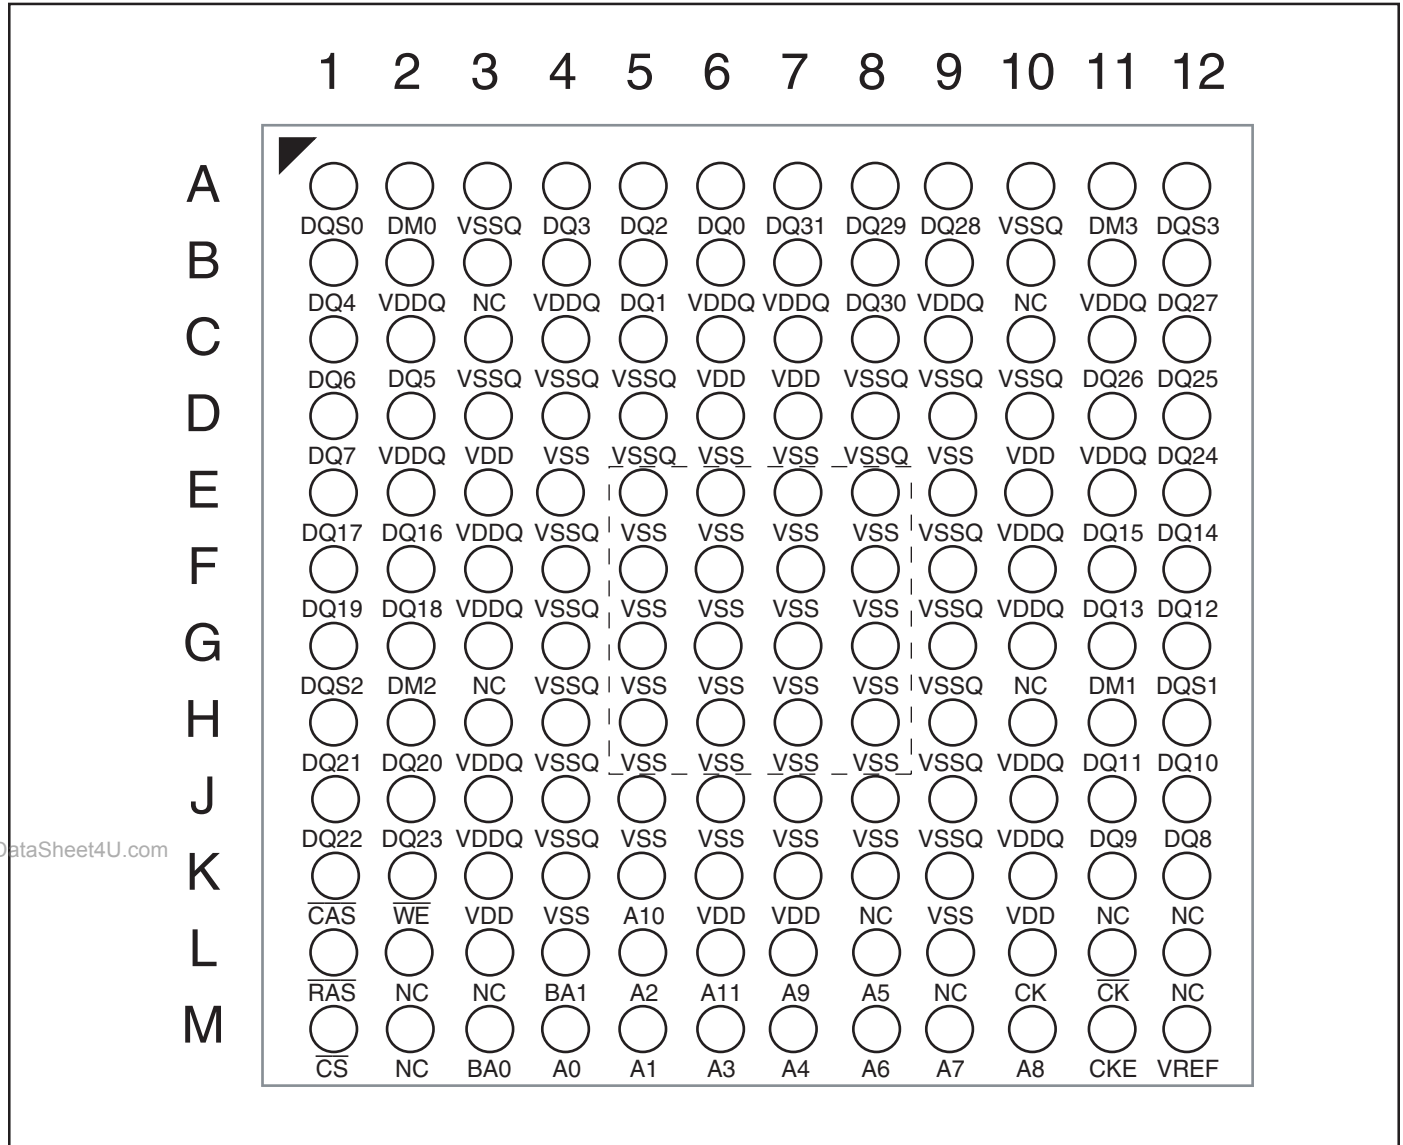 1 2 3 4 5 6 7 8 9 10 11 12
A
DQS0 DM0 VSSQ DQ3 DQ2 DQ0 DQ31 DQ29 DQ28 VSSQ DM3 DQS3
B
DQ4 VDDQ NC VDDQ DQ1 VDDQ VDDQ DQ30 VDDQ NC VDDQ DQ27
C
DQ6 DQ5 VSSQ VSSQ VSSQ VDD VDD VSSQ VSSQ VSSQ DQ26 DQ25
D
DQ7 VDDQ VDD VSS VSSQ VSS VSS VSSQ VSS VDD VDDQ DQ24
E
DQ17 DQ16 VDDQ VSSQ VSS VSS VSS VSS VSSQ VDDQ DQ15 DQ14
F
DQ19 DQ18 VDDQ VSSQ VSS VSS VSS VSS VSSQ VDDQ DQ13 DQ12
G
DQS2 DM2 NC VSSQ VSS VSS VSS VSS VSSQ NC DM1 DQS1
H
DQ21 DQ20 VDDQ VSSQ VSS VSS VSS VSS VSSQ VDDQ DQ11 DQ10
J
DQ22 DQ23 VDDQ VSSQ VSS VSS VSS VSS VSSQ VDDQ DQ9 DQ8
DataSheet4U.com
K
C̅A̅S̅ W̅E̅ VDD VSS A10 VDD VDD NC VSS VDD NC NC
L
R̅A̅S̅ NC NC BA1 A2 A11 A9 A5 NC CK C̅K̅ NC
M
C̅S̅ NC BA0 A0 A1 A3 A4 A6 A7 A8 CKE VREF